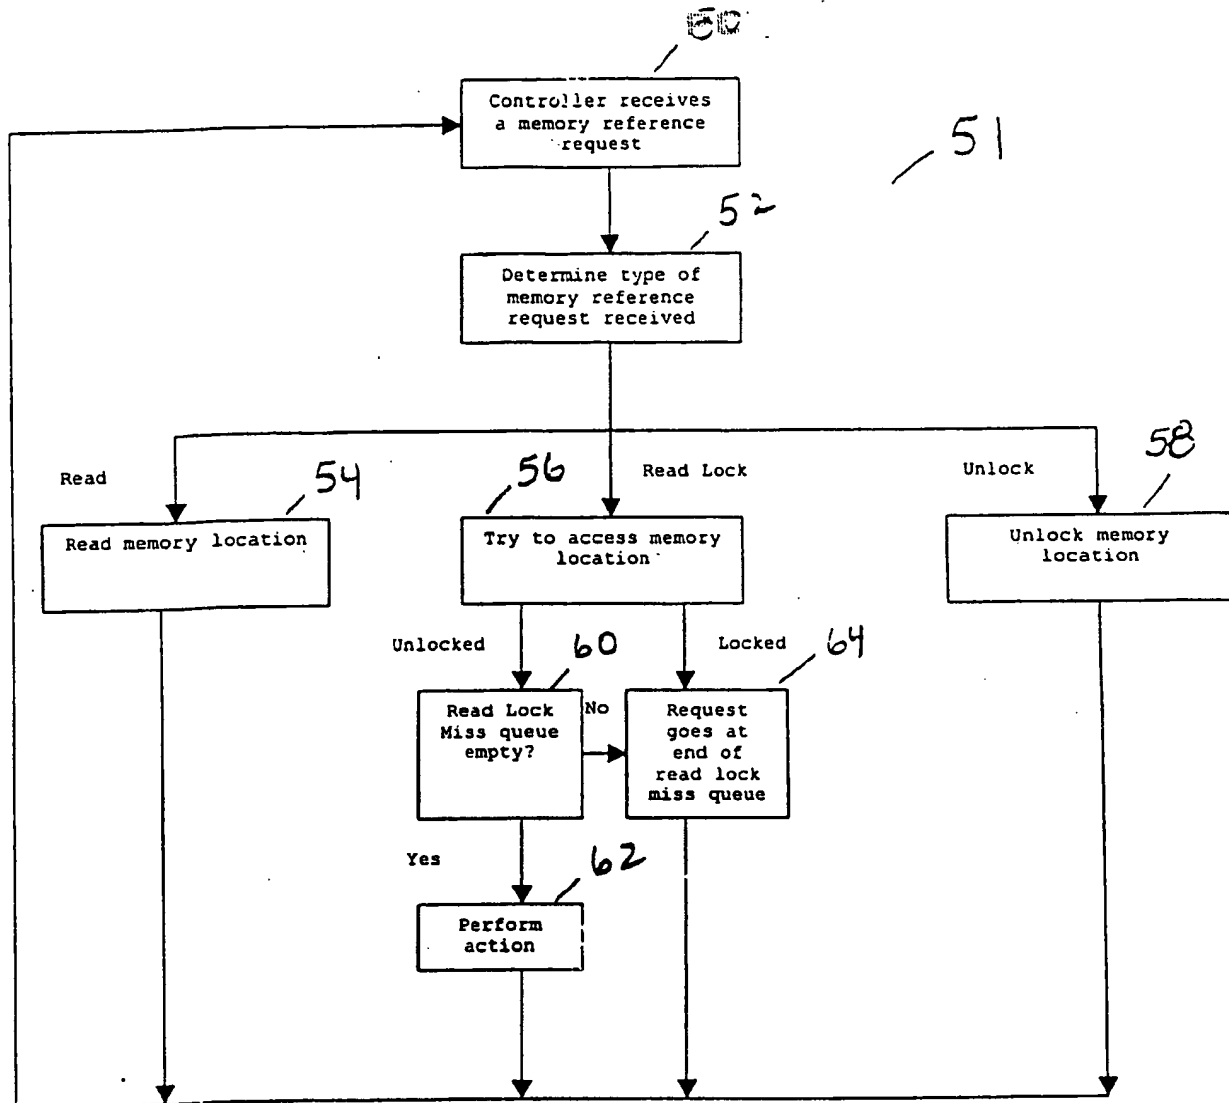 Controller receives
a memory reference
request
51
52
Determine type of
memory reference
request received
Read
54
56
Read Lock
Unlock
58
Read memory location
Try to access memory
location
Unlock memory
location
Unlocked
60
Locked
64
Read Lock
Miss queue
empty?
No
Request
goes at
end of
read lock
miss queue
Yes
62
Perform
action